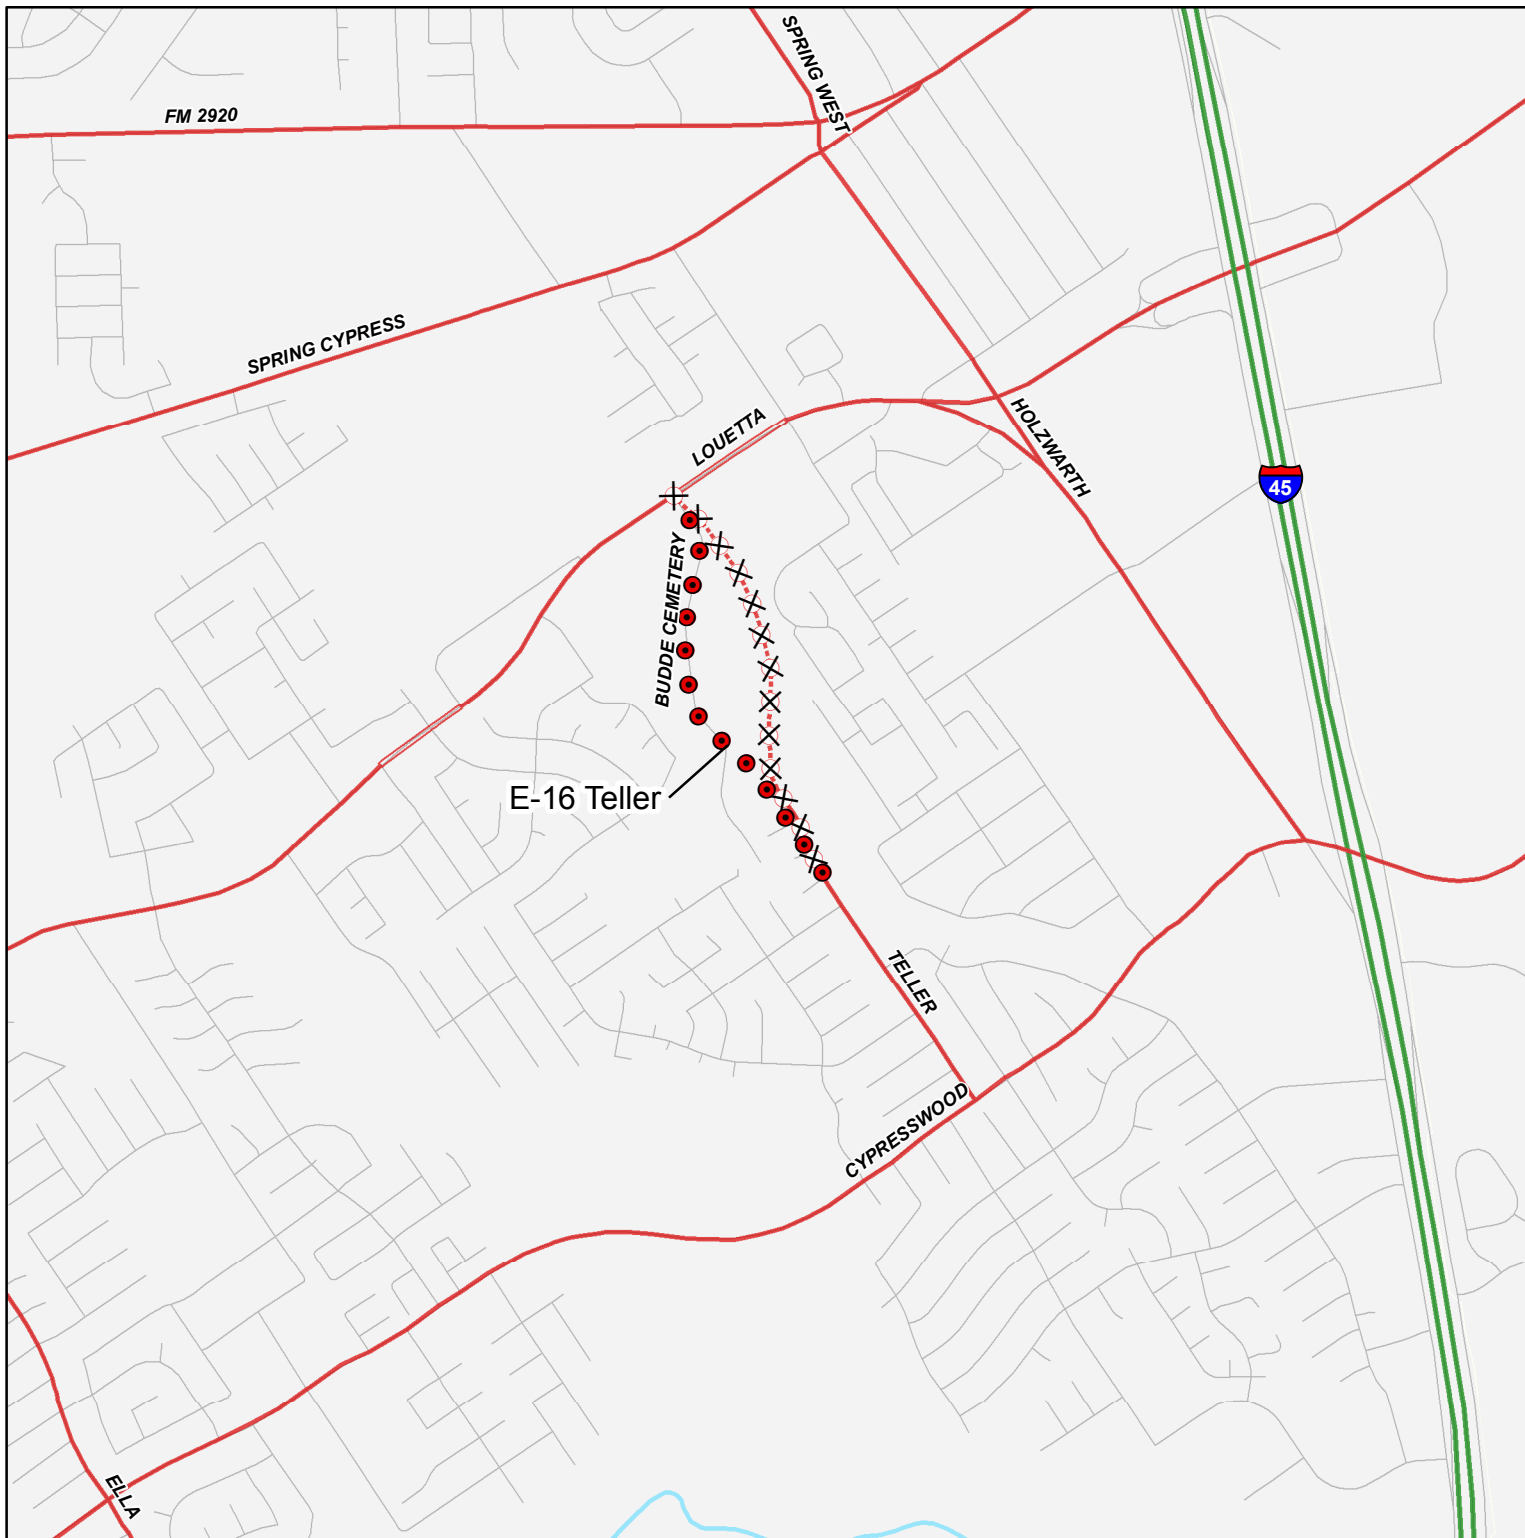 SPRING WEST
FM 2920
SPRING CYPRESS
LOUETTA
HOLZWARTH
45
BUDDE CEMETERY
E-16 Teller
TELLER
CYPRESSWOOD
ELLA